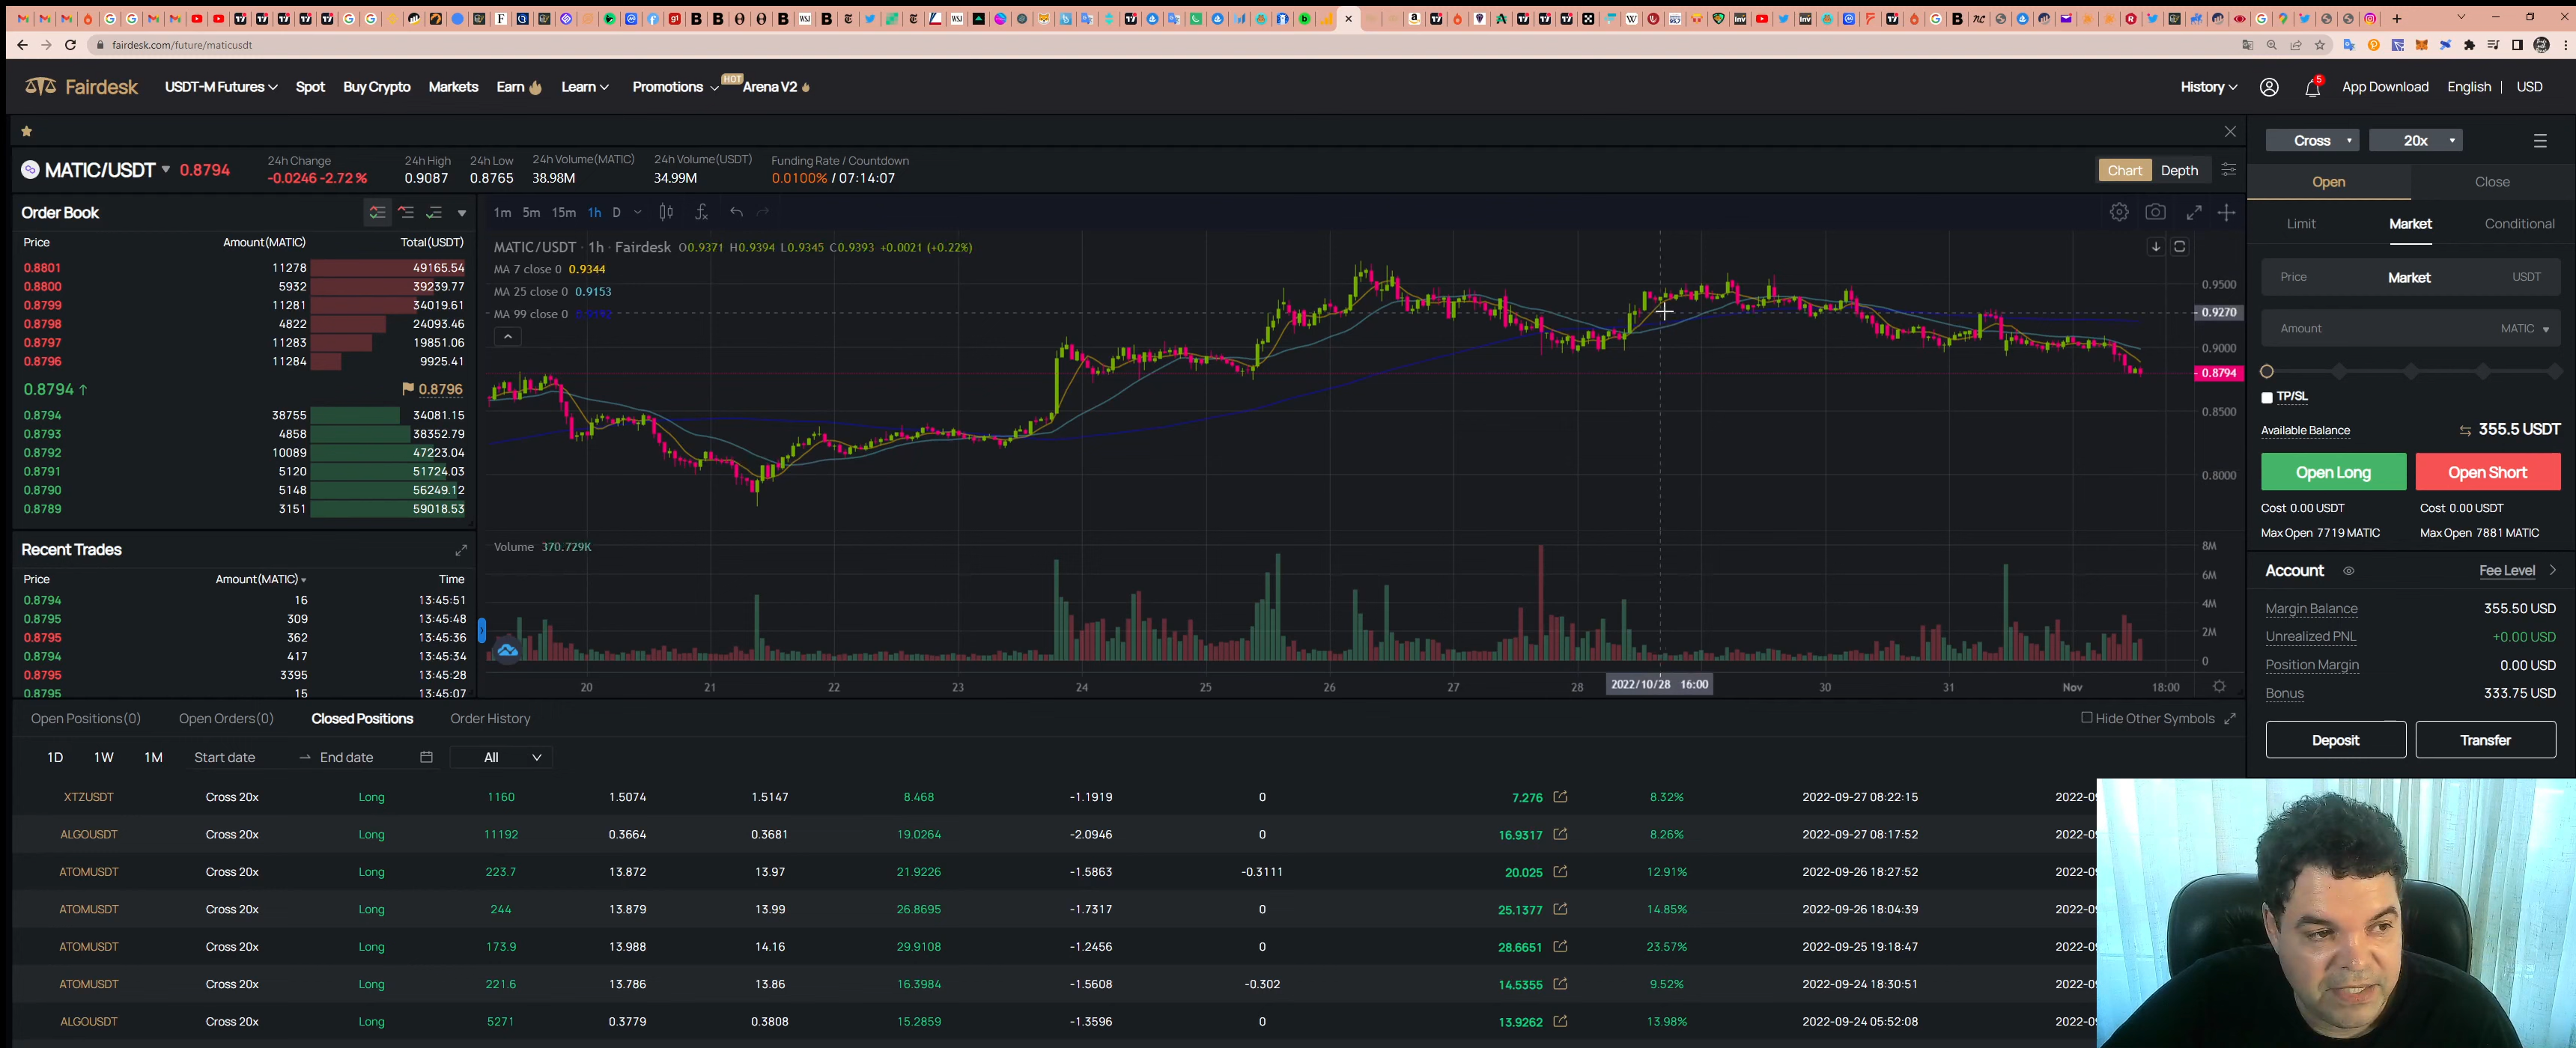 fairdesk.com/future/maticusdt
Fairdesk USDT-M Futures Spot Buy Crypto Markets Earn Learn Promotions HOT Arena V2 History 5 App Download English | USD
MATIC/USDT 0.8794
24h Change
-0.0246 -2.72 %
24h High
0.9087
24h Low
0.8765
24h Volume(MATIC)
38.98M
24h Volume(USDT)
34.99M
Funding Rate / Countdown
0.0100% / 07:14:07
Chart Depth
Order Book
Price Amount(MATIC) Total(USDT)
0.8801 11278 49165.54
0.8800 5932 39239.77
0.8799 11281 34019.61
0.8798 4822 24093.46
0.8797 11283 19851.06
0.8796 11284 9925.41
0.8794 ↑ 0.8796
0.8794 38755 34081.15
0.8793 4858 38352.79
0.8792 10089 47223.04
0.8791 5120 51724.03
0.8790 5148 56249.12
0.8789 3151 59018.53
Recent Trades
Price Amount(MATIC) Time
0.8794 16 13:45:51
0.8795 309 13:45:48
0.8795 362 13:45:36
0.8794 417 13:45:34
0.8795 3395 13:45:28
0.8795 15 13:45:07
1m 5m 15m 1h D
MATIC/USDT · 1h · Fairdesk O0.9371 H0.9394 L0.9345 C0.9393 +0.0021 (+0.22%)
MA 7 close 0 0.9344
MA 25 close 0 0.9153
MA 99 close 0
0.9500
0.9270
0.9000
0.8794
0.8500
0.8000
Volume 370.729K
8M
6M
4M
2M
0
20 21 22 23 24 25 26 27 28 2022/10/28 16:00 30 31 Nov 18:00
Cross 20x
Open Close
Limit Market Conditional
Price Market USDT
Amount MATIC
TP/SL
Available Balance 355.5 USDT
Open Long Open Short
Cost 0.00 USDT Cost 0.00 USDT
Max Open 7719 MATIC Max Open 7881 MATIC
Account Fee Level
Margin Balance 355.50 USD
Unrealized PNL +0.00 USD
Position Margin 0.00 USD
Bonus 333.75 USD
Deposit Transfer
Open Positions(0) Open Orders(0) Closed Positions Order History Hide Other Symbols
1D 1W 1M Start date → End date All
XTZUSDT Cross 20x Long 1160 1.5074 1.5147 8.468 -1.1919 0 7.276 8.32% 2022-09-27 08:22:15 2022-09
ALGOUSDT Cross 20x Long 11192 0.3664 0.3681 19.0264 -2.0946 0 16.9317 8.26% 2022-09-27 08:17:52 2022-09
ATOMUSDT Cross 20x Long 223.7 13.872 13.97 21.9226 -1.5863 -0.3111 20.025 12.91% 2022-09-26 18:27:52 2022-09
ATOMUSDT Cross 20x Long 244 13.879 13.99 26.8695 -1.7317 0 25.1377 14.85% 2022-09-26 18:04:39 2022-09
ATOMUSDT Cross 20x Long 173.9 13.988 14.16 29.9108 -1.2456 0 28.6651 23.57% 2022-09-25 19:18:47 2022-09
ATOMUSDT Cross 20x Long 221.6 13.786 13.86 16.3984 -1.5608 -0.302 14.5355 9.52% 2022-09-24 18:30:51 2022-09
ALGOUSDT Cross 20x Long 5271 0.3779 0.3808 15.2859 -1.3596 0 13.9262 13.98% 2022-09-24 05:52:08 2022-09